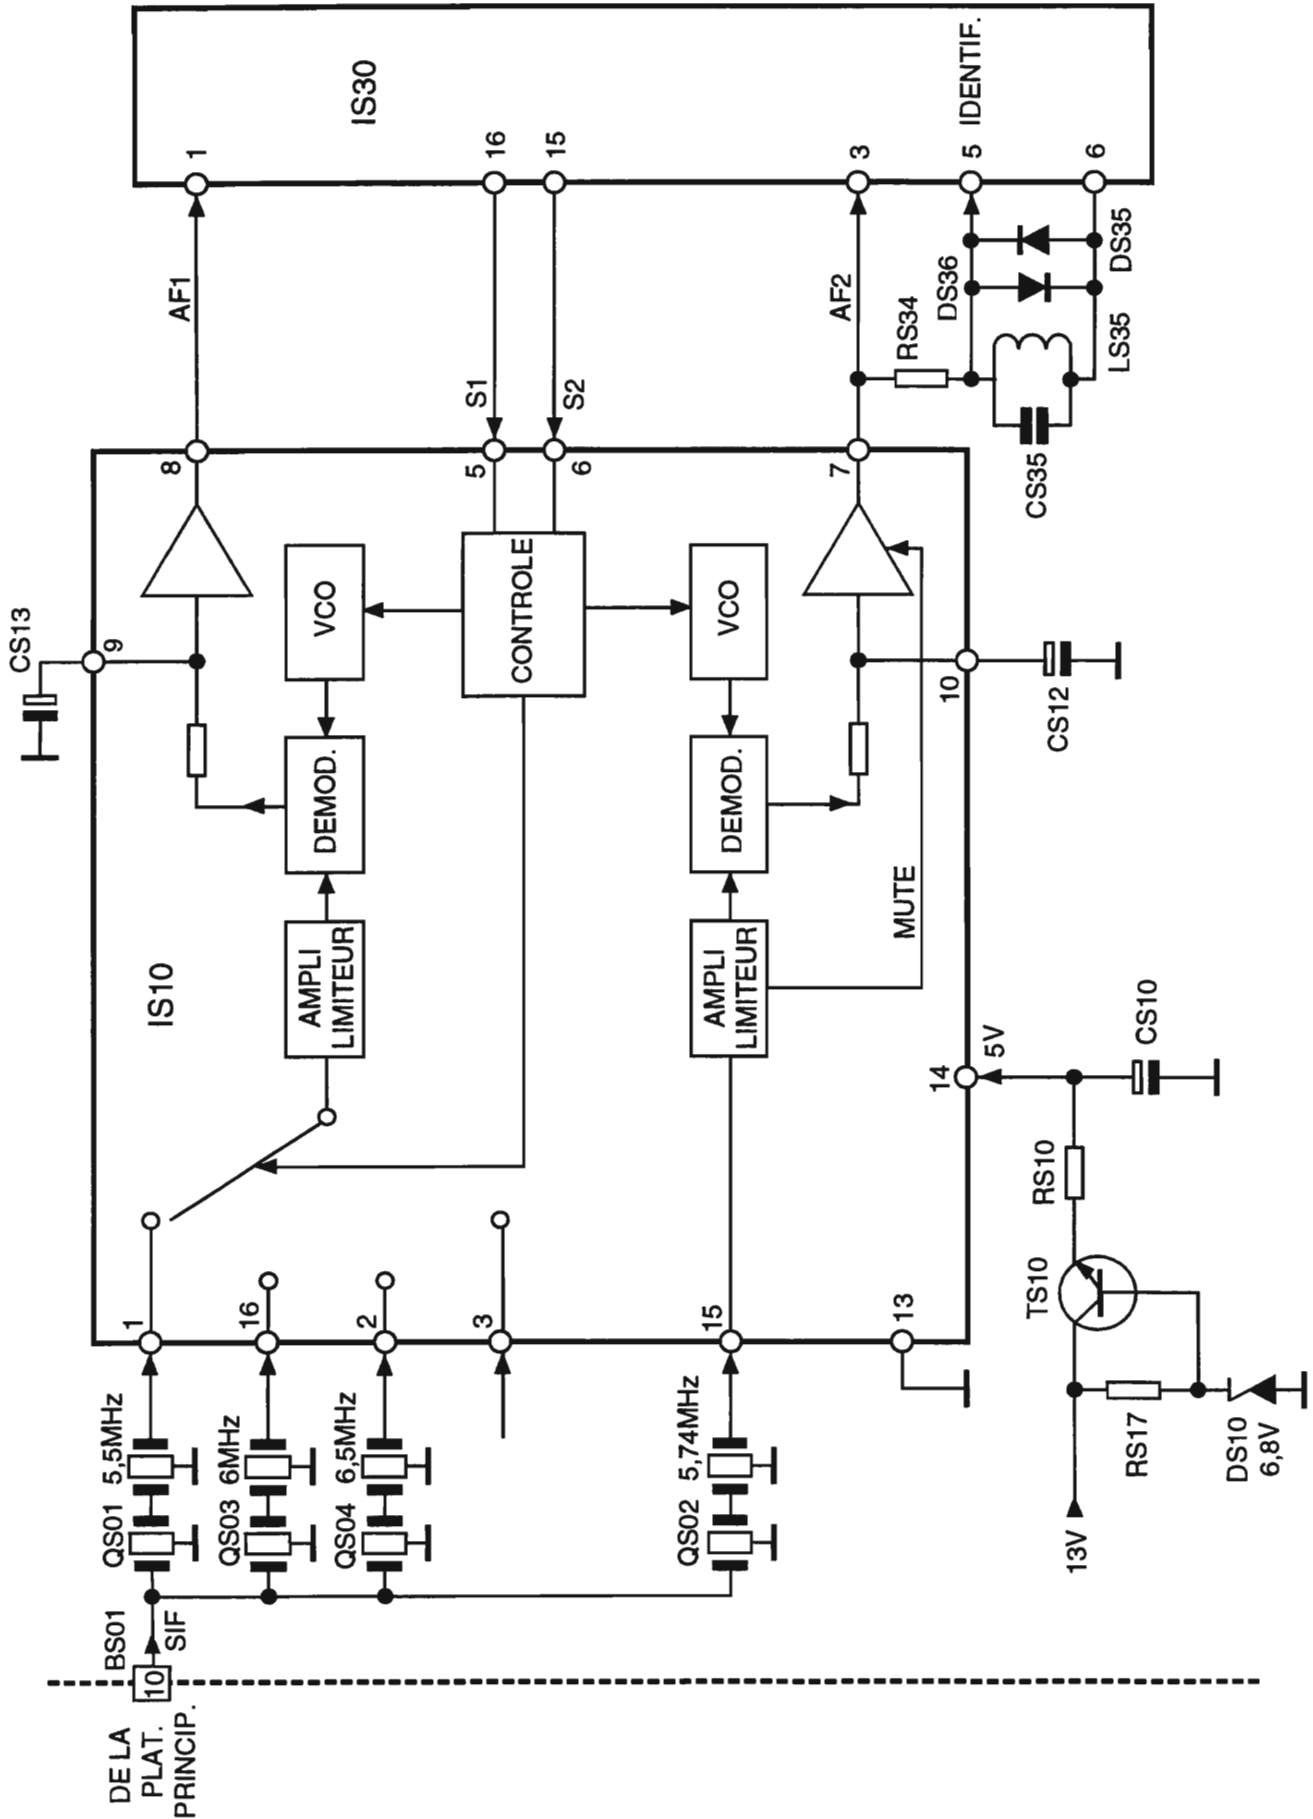 DE LA
PLAT.
PRINCIP.
10
BS01
SIF
QS01
5,5MHz
QS03
6MHz
QS04
6,5MHz
QS02
5,74MHz
1
16
2
3
15
13
14
IS10
AMPLI
LIMITEUR
DEMOD.
VCO
CONTROLE
AMPLI
LIMITEUR
DEMOD.
VCO
MUTE
9
CS13
8
5
6
7
10
CS12
AF1
S1
S2
AF2
RS34
DS36
CS35
LS35
DS35
1
16
15
3
5
6
IS30
IDENTIF.
13V
RS17
DS10
6,8V
TS10
RS10
5V
CS10